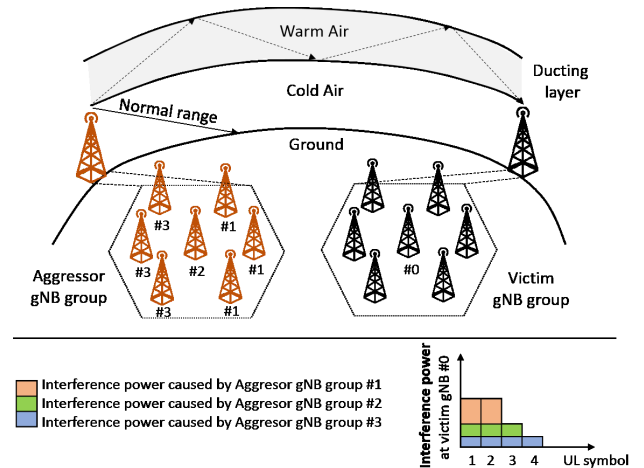 Warm Air
Ducting
layer
Cold Air
Normal range
Ground
#3
#1
#3
#2
#1
#0
Aggressor
gNB group
Victim
gNB group
#3
#1
Interference power caused by Aggresor gNB group #1
Interference power caused by Aggresor gNB group #2
Interference power caused by Aggresor gNB group #3
Interference power
at victim gNB #0
1 2 3 4 UL symbol